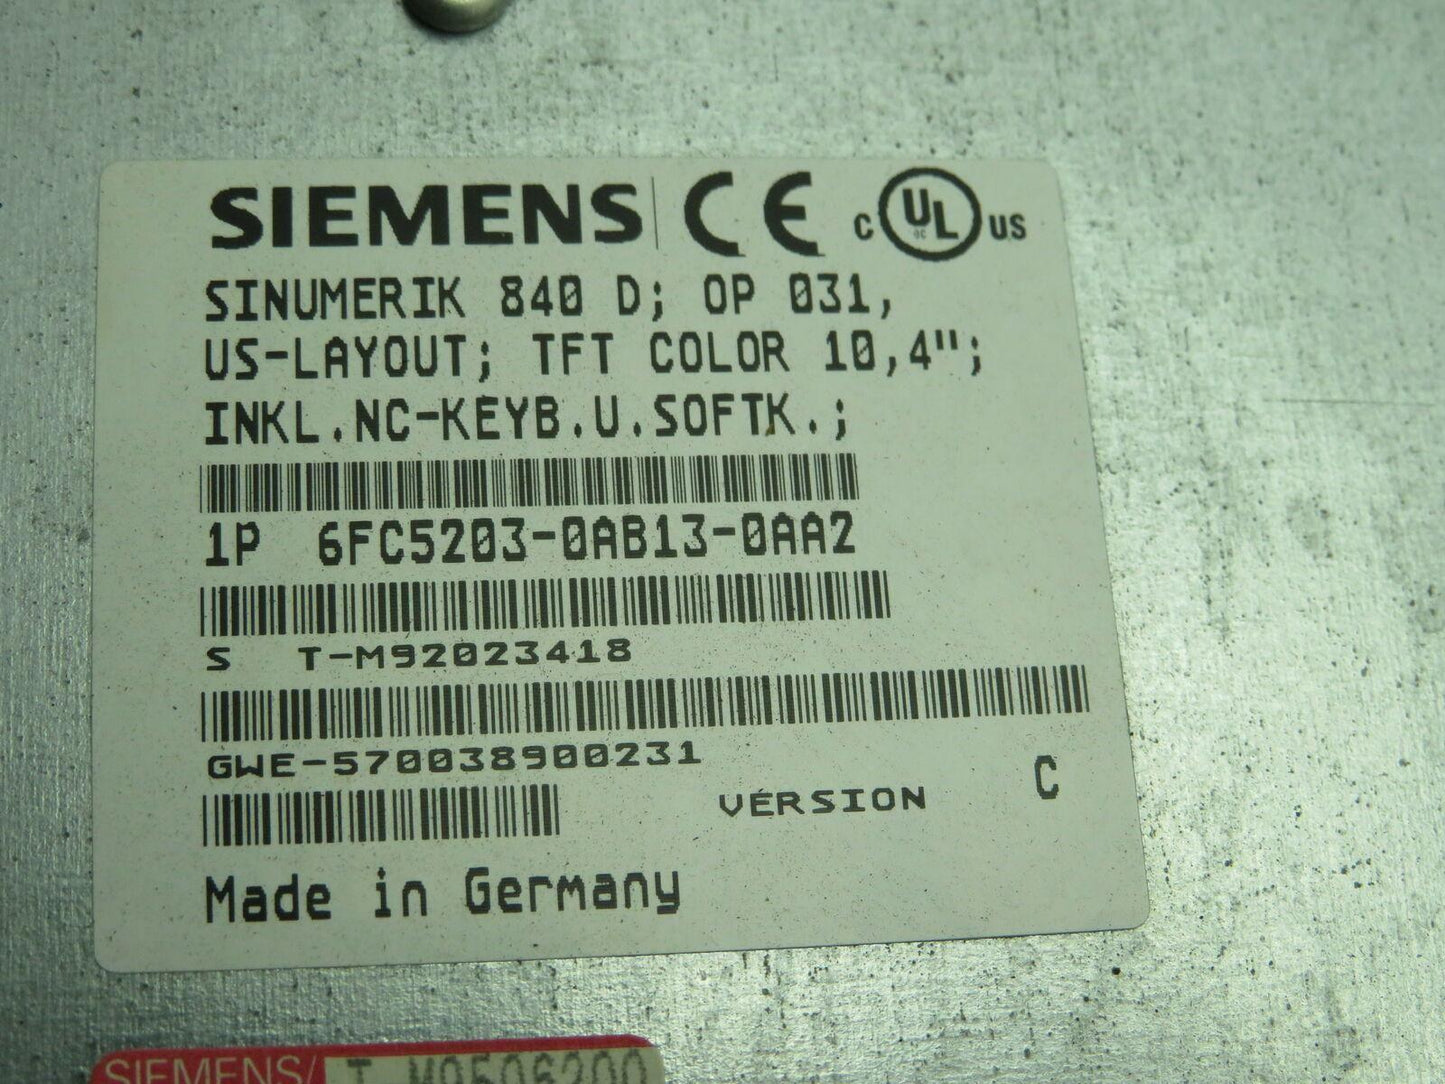 SIEMENS CE c UL us
SINUMERIK 840 D; OP 031,
US-LAYOUT; TFT COLOR 10,4";
INKL.NC-KEYB.U.SOFTK.;
1P 6FC5203-0AB13-0AA2
S T-M92023418
GWE-570038900231
VERSION C
Made in Germany
SIEMENS/